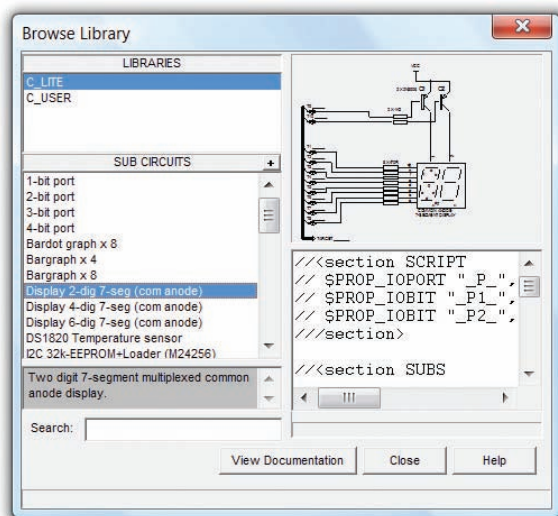 Browse Library
LIBRARIES
C_LITE
C_USER
SUB CIRCUITS
+
1-bit port
2-bit port
3-bit port
4-bit port
Bardot graph x 8
Bargraph x 4
Bargraph x 8
Display 2-dig 7-seg (com anode)
Display 4-dig 7-seg (com anode)
Display 6-dig 7-seg (com anode)
DS1820 Temperature sensor
I2C 32k-EEPROM+Loader (M24256)
Two digit 7-segment multiplexed common
anode display.
Search:
VCC
//<section SCRIPT
// $PROP_IOPORT "_P_",
// $PROP_IOBIT "_P1_",
// $PROP_IOBIT "_P2_",
///section>
//<section SUBS
View Documentation
Close
Help